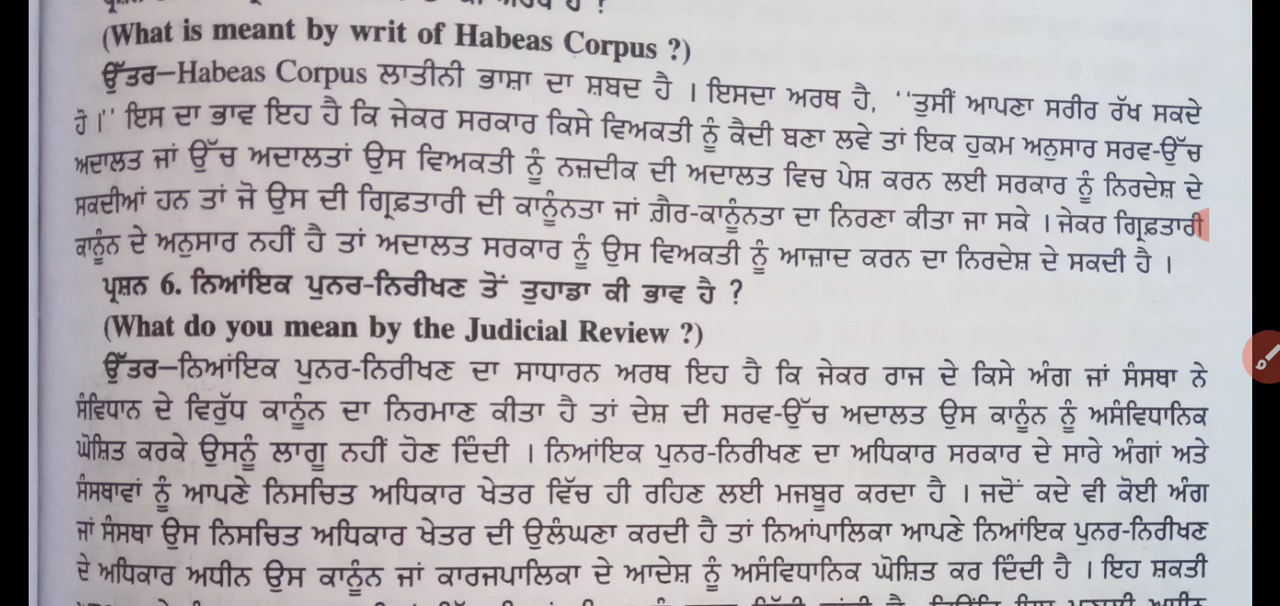 (What is meant by writ of Habeas Corpus ?)
ਉੱਤਰ—Habeas Corpus ਲਾਤੀਨੀ ਭਾਸ਼ਾ ਦਾ ਸ਼ਬਦ ਹੈ । ਇਸਦਾ ਅਰਥ ਹੈ, ‘‘ਤੁਸੀਂ ਆਪਣਾ ਸਰੀਰ ਰੱਖ ਸਕਦੇ
ਹੋ ।’’ ਇਸ ਦਾ ਭਾਵ ਇਹ ਹੈ ਕਿ ਜੇਕਰ ਸਰਕਾਰ ਕਿਸੇ ਵਿਅਕਤੀ ਨੂੰ ਕੈਦੀ ਬਣਾ ਲਵੇ ਤਾਂ ਇਕ ਹੁਕਮ ਅਨੁਸਾਰ ਸਰਵ-ਉੱਚ
ਅਦਾਲਤ ਜਾਂ ਉੱਚ ਅਦਾਲਤਾਂ ਉਸ ਵਿਅਕਤੀ ਨੂੰ ਨਜ਼ਦੀਕ ਦੀ ਅਦਾਲਤ ਵਿਚ ਪੇਸ਼ ਕਰਨ ਲਈ ਸਰਕਾਰ ਨੂੰ ਨਿਰਦੇਸ਼ ਦੇ
ਸਕਦੀਆਂ ਹਨ ਤਾਂ ਜੋ ਉਸ ਦੀ ਗ੍ਰਿਫ਼ਤਾਰੀ ਦੀ ਕਾਨੂੰਨਤਾ ਜਾਂ ਗ਼ੈਰ-ਕਾਨੂੰਨਤਾ ਦਾ ਨਿਰਣਾ ਕੀਤਾ ਜਾ ਸਕੇ । ਜੇਕਰ ਗ੍ਰਿਫ਼ਤਾਰੀ
ਕਾਨੂੰਨ ਦੇ ਅਨੁਸਾਰ ਨਹੀਂ ਹੈ ਤਾਂ ਅਦਾਲਤ ਸਰਕਾਰ ਨੂੰ ਉਸ ਵਿਅਕਤੀ ਨੂੰ ਆਜ਼ਾਦ ਕਰਨ ਦਾ ਨਿਰਦੇਸ਼ ਦੇ ਸਕਦੀ ਹੈ ।
ਪ੍ਰਸ਼ਨ 6. ਨਿਆਂਇਕ ਪੁਨਰ-ਨਿਰੀਖਣ ਤੋਂ ਤੁਹਾਡਾ ਕੀ ਭਾਵ ਹੈ ?
(What do you mean by the Judicial Review ?)
ਉੱਤਰ—ਨਿਆਂਇਕ ਪੁਨਰ-ਨਿਰੀਖਣ ਦਾ ਸਾਧਾਰਨ ਅਰਥ ਇਹ ਹੈ ਕਿ ਜੇਕਰ ਰਾਜ ਦੇ ਕਿਸੇ ਅੰਗ ਜਾਂ ਸੰਸਥਾ ਨੇ
ਸੰਵਿਧਾਨ ਦੇ ਵਿਰੁੱਧ ਕਾਨੂੰਨ ਦਾ ਨਿਰਮਾਣ ਕੀਤਾ ਹੈ ਤਾਂ ਦੇਸ਼ ਦੀ ਸਰਵ-ਉੱਚ ਅਦਾਲਤ ਉਸ ਕਾਨੂੰਨ ਨੂੰ ਅਸੰਵਿਧਾਨਿਕ
ਘੋਸ਼ਿਤ ਕਰਕੇ ਉਸਨੂੰ ਲਾਗੂ ਨਹੀਂ ਹੋਣ ਦਿੰਦੀ । ਨਿਆਂਇਕ ਪੁਨਰ-ਨਿਰੀਖਣ ਦਾ ਅਧਿਕਾਰ ਸਰਕਾਰ ਦੇ ਸਾਰੇ ਅੰਗਾਂ ਅਤੇ
ਸੰਸਥਾਵਾਂ ਨੂੰ ਆਪਣੇ ਨਿਸਚਿਤ ਅਧਿਕਾਰ ਖੇਤਰ ਵਿੱਚ ਹੀ ਰਹਿਣ ਲਈ ਮਜਬੂਰ ਕਰਦਾ ਹੈ । ਜਦੋਂ ਕਦੇ ਵੀ ਕੋਈ ਅੰਗ
ਜਾਂ ਸੰਸਥਾ ਉਸ ਨਿਸਚਿਤ ਅਧਿਕਾਰ ਖੇਤਰ ਦੀ ਉਲੰਘਣਾ ਕਰਦੀ ਹੈ ਤਾਂ ਨਿਆਂਪਾਲਿਕਾ ਆਪਣੇ ਨਿਆਂਇਕ ਪੁਨਰ-ਨਿਰੀਖਣ
ਦੇ ਅਧਿਕਾਰ ਅਧੀਨ ਉਸ ਕਾਨੂੰਨ ਜਾਂ ਕਾਰਜਪਾਲਿਕਾ ਦੇ ਆਦੇਸ਼ ਨੂੰ ਅਸੰਵਿਧਾਨਿਕ ਘੋਸ਼ਿਤ ਕਰ ਦਿੰਦੀ ਹੈ । ਇਹ ਸ਼ਕਤੀ